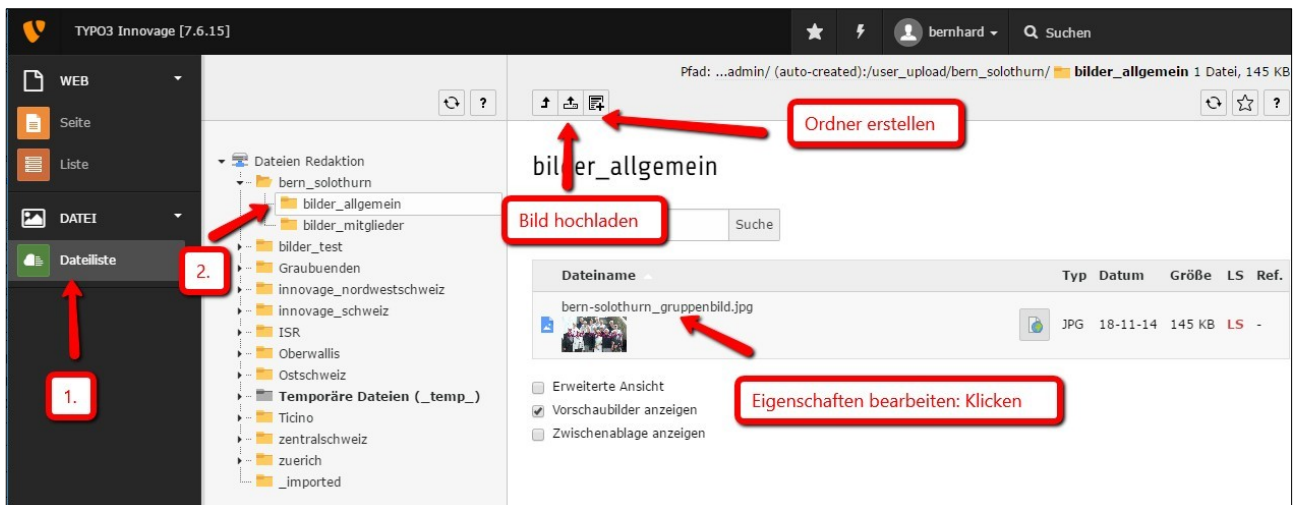 TYPO3 Innovage [7.6.15]
bernhard
Suchen
WEB
Seite
Liste
DATEI
Dateiliste
1.
?
Dateien Redaktion
bern_solothurn
bilder_allgemein
bilder_mitglieder
bilder_test
Graubuenden
innovage_nordwestschweiz
innovage_schweiz
ISR
Oberwallis
Ostschweiz
Temporäre Dateien (_temp_)
Ticino
zentralschweiz
zuerich
_imported
2.
Pfad: ...admin/ (auto-created):/user_upload/bern_solothurn/ bilder_allgemein 1 Datei, 145 KB
?
Ordner erstellen
bilder_allgemein
Bild hochladen
Suche
Dateiname Typ Datum Größe LS Ref.
bern-solothurn_gruppenbild.jpg
JPG 18-11-14 145 KB LS -
Eigenschaften bearbeiten: Klicken
Erweiterte Ansicht
Vorschaubilder anzeigen
Zwischenablage anzeigen